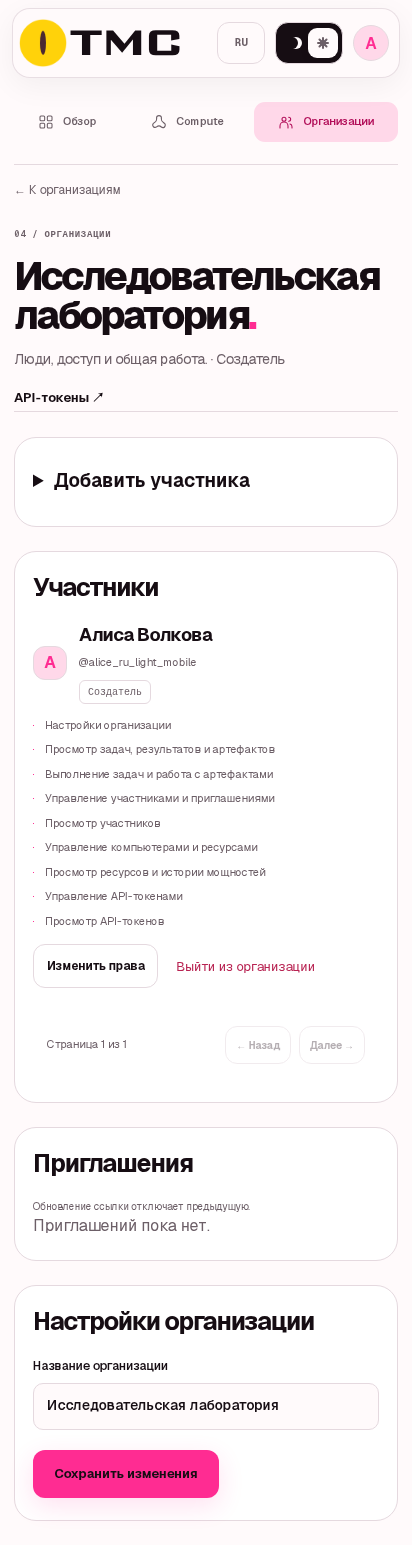 TMC
RU
A
Обзор
Compute
Организации
← К организациям
04 / ОРГАНИЗАЦИИ
Исследовательская
лаборатория.
Люди, доступ и общая работа. · Создатель
API-токены ↗
▶ Добавить участника
Участники
A
Алиса Волкова
@alice_ru_light_mobile
Создатель
· Настройки организации
· Просмотр задач, результатов и артефактов
· Выполнение задач и работа с артефактами
· Управление участниками и приглашениями
· Просмотр участников
· Управление компьютерами и ресурсами
· Просмотр ресурсов и истории мощностей
· Управление API-токенами
· Просмотр API-токенов
Изменить права
Выйти из организации
Страница 1 из 1
← Назад
Далее →
Приглашения
Обновление ссылки отключает предыдущую.
Приглашений пока нет.
Настройки организации
Название организации
Исследовательская лаборатория
Сохранить изменения